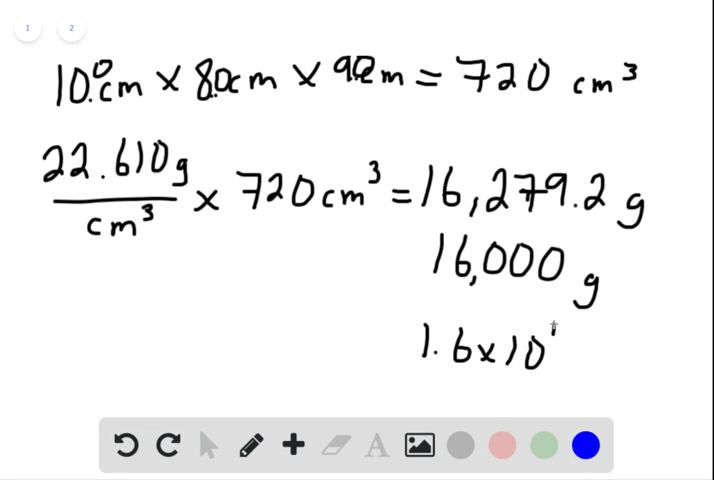 1 2
10.0cm × 8.0cm × 9.0cm = 720 cm³
22.610g/cm³ × 720cm³ = 16,279.2 g
16,000 g
1.6×10